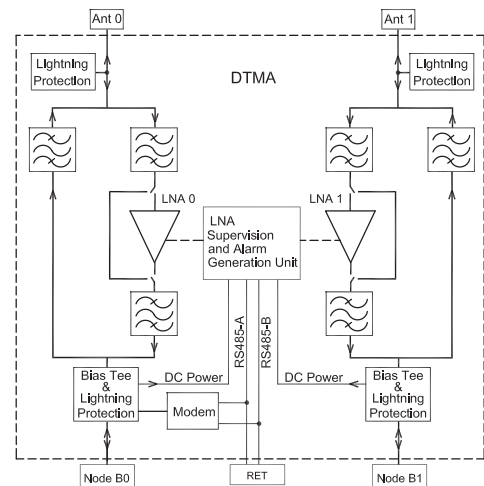 Ant 0
Ant 1
Lightning
Protection
Lightning
Protection
DTMA
LNA 0
LNA 1
LNA
Supervision
and Alarm
Generation Unit
RS485-A
RS485-B
DC Power
DC Power
Bias Tee
&
Lightning
Protection
Modem
Bias Tee
&
Lightning
Protection
Node B0
RET
Node B1